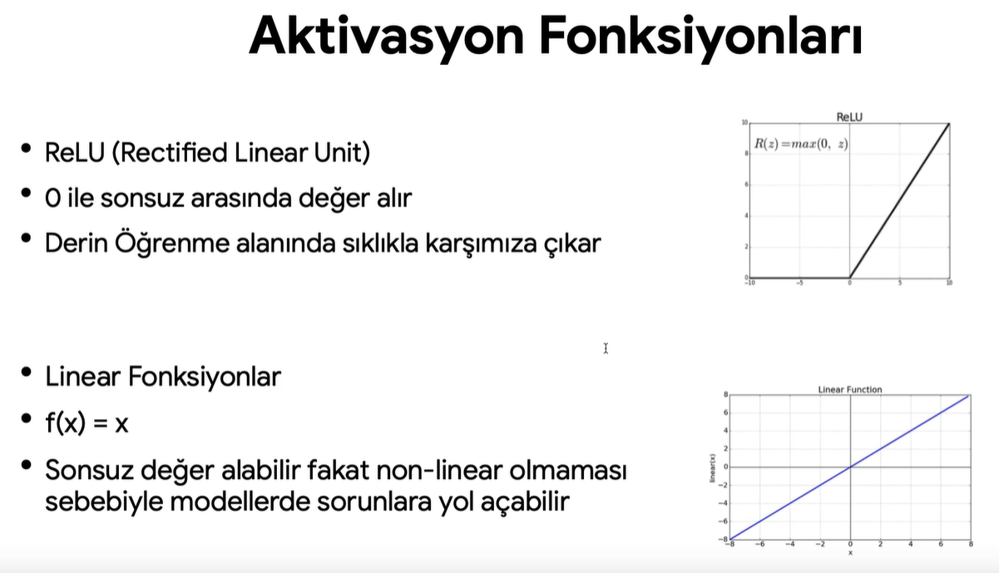 Aktivasyon Fonksiyonları
• ReLU (Rectified Linear Unit)
• 0 ile sonsuz arasında değer alır
• Derin Öğrenme alanında sıklıkla karşımıza çıkar
ReLU
R(z)=max(0, z)
10
8
6
4
2
0
-10 -5 0 5 10
• Linear Fonksiyonlar
• f(x) = x
• Sonsuz değer alabilir fakat non-linear olmaması
sebebiyle modellerde sorunlara yol açabilir
Linear Function
linear(x)
8
6
4
2
0
-2
-4
-6
-8
-8 -6 -4 -2 0 2 4 6 8
x